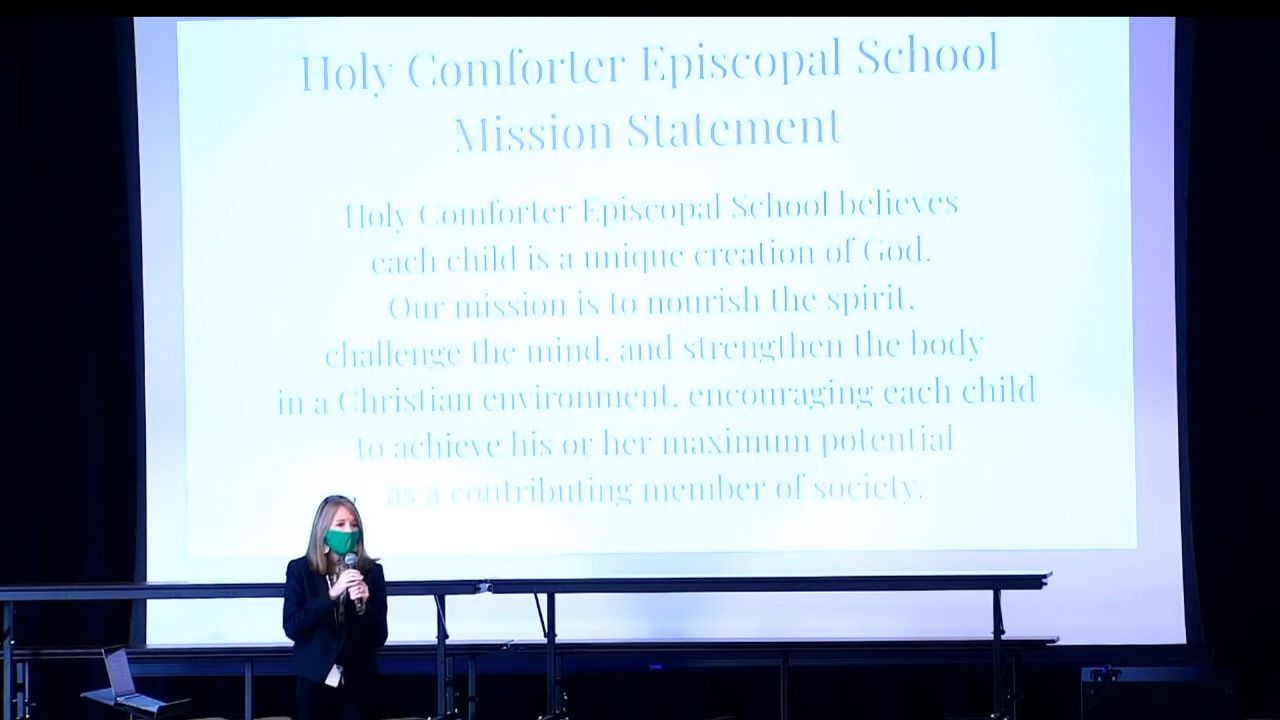 Holy Comforter Episcopal School
Mission Statement
Holy Comforter Episcopal School believes
each child is a unique creation of God.
Our mission is to nourish the spirit,
challenge the mind, and strengthen the body
in a Christian environment, encouraging each child
to achieve his or her maximum potential
as a contributing member of society.